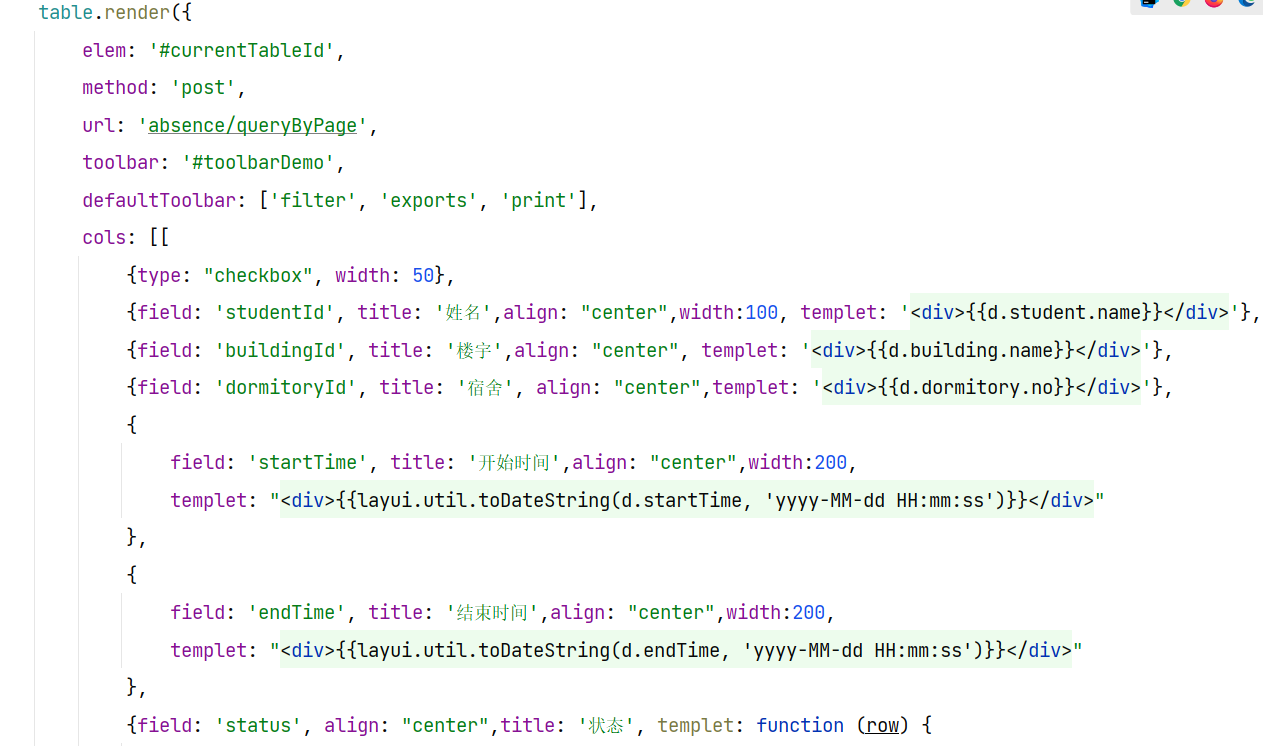 table.render({
elem: '#currentTableId',
method: 'post',
url: 'absence/queryByPage',
toolbar: '#toolbarDemo',
defaultToolbar: ['filter', 'exports', 'print'],
cols: [[
{type: "checkbox", width: 50},
{field: 'studentId', title: '姓名',align: "center",width:100, templet: '<div>{{d.student.name}}</div>'},
{field: 'buildingId', title: '楼宇',align: "center", templet: '<div>{{d.building.name}}</div>'},
{field: 'dormitoryId', title: '宿舍', align: "center",templet: '<div>{{d.dormitory.no}}</div>'},
{
field: 'startTime', title: '开始时间',align: "center",width:200,
templet: "<div>{{layui.util.toDateString(d.startTime, 'yyyy-MM-dd HH:mm:ss')}}</div>"
},
{
field: 'endTime', title: '结束时间',align: "center",width:200,
templet: "<div>{{layui.util.toDateString(d.endTime, 'yyyy-MM-dd HH:mm:ss')}}</div>"
},
{field: 'status', align: "center",title: '状态', templet: function (row) {